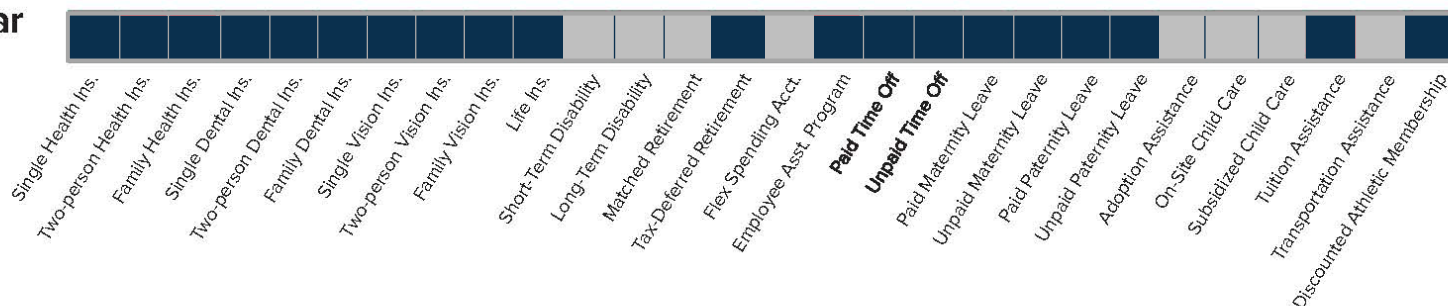 ar
Single Health Ins.
Two-person Health Ins.
Family Health Ins.
Single Dental Ins.
Two-person Dental Ins.
Family Dental Ins.
Single Vision Ins.
Two-person Vision Ins.
Family Vision Ins.
Life Ins.
Short-Term Disability
Long-Term Disability
Matched Retirement
Tax-Deferred Retirement
Flex Spending Acct.
Employee Asst. Program
Paid Time Off
Unpaid Time Off
Paid Maternity Leave
Unpaid Maternity Leave
Paid Paternity Leave
Unpaid Paternity Leave
Adoption Assistance
On-Site Child Care
Subsidized Child Care
Tuition Assistance
Transportation Assistance
Discounted Athletic Membership